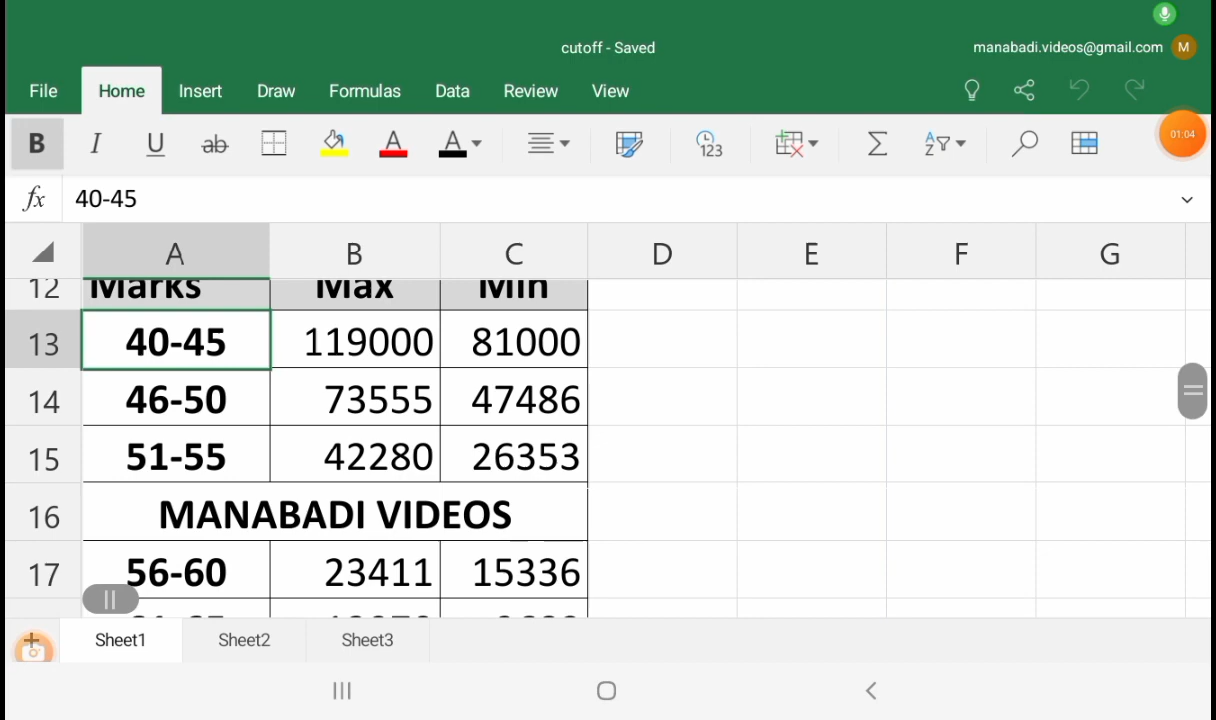 cutoff - Saved
manabadi.videos@gmail.com M
File Home Insert Draw Formulas Data Review View
B I U ab A A 123 Σ A Z 01:04
fx 40-45
A B C D E F G
12 Marks Max Min
13 40-45 119000 81000
14 46-50 73555 47486
15 51-55 42280 26353
16 MANABADI VIDEOS
17 56-60 23411 15336
Sheet1 Sheet2 Sheet3